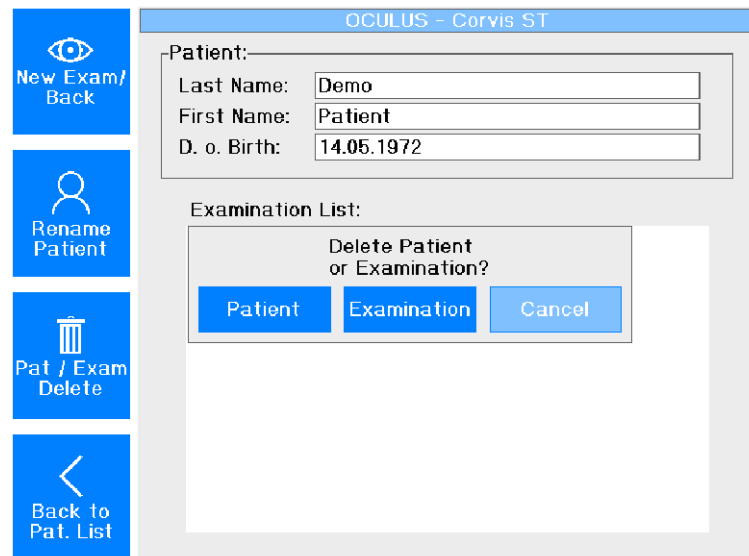 OCULUS - Corvis ST
New Exam/
Back
Patient:
Last Name: Demo
First Name: Patient
D. o. Birth: 14.05.1972
Rename
Patient
Examination List:
Delete Patient
or Examination?
Patient Examination Cancel
Pat / Exam
Delete
Back to
Pat. List